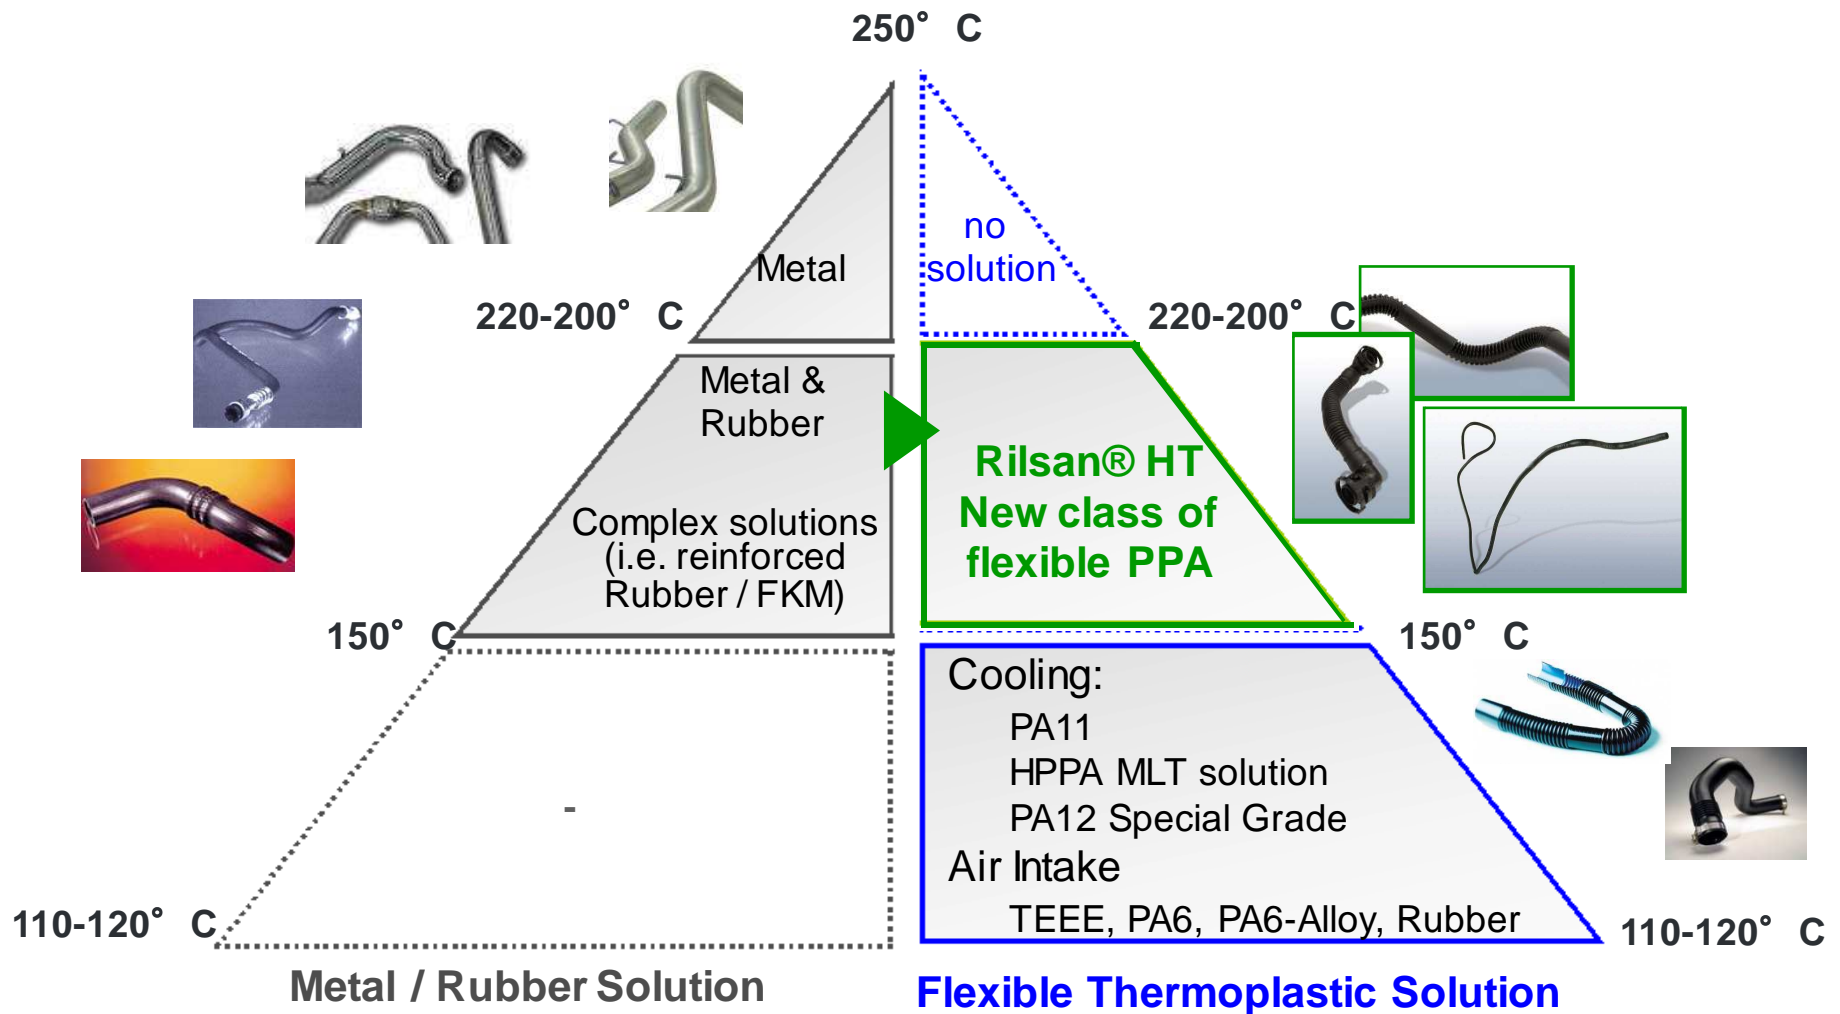 250° C
Metal
no
solution
220-200° C
220-200° C
Metal &
Rubber
Complex solutions
(i.e. reinforced
Rubber / FKM)
Rilsan® HT
New class of
flexible PPA
150° C
150° C
-
Cooling:
PA11
HPPA MLT solution
PA12 Special Grade
Air Intake
TEEE, PA6, PA6-Alloy, Rubber
110-120° C
110-120° C
Metal / Rubber Solution
Flexible Thermoplastic Solution